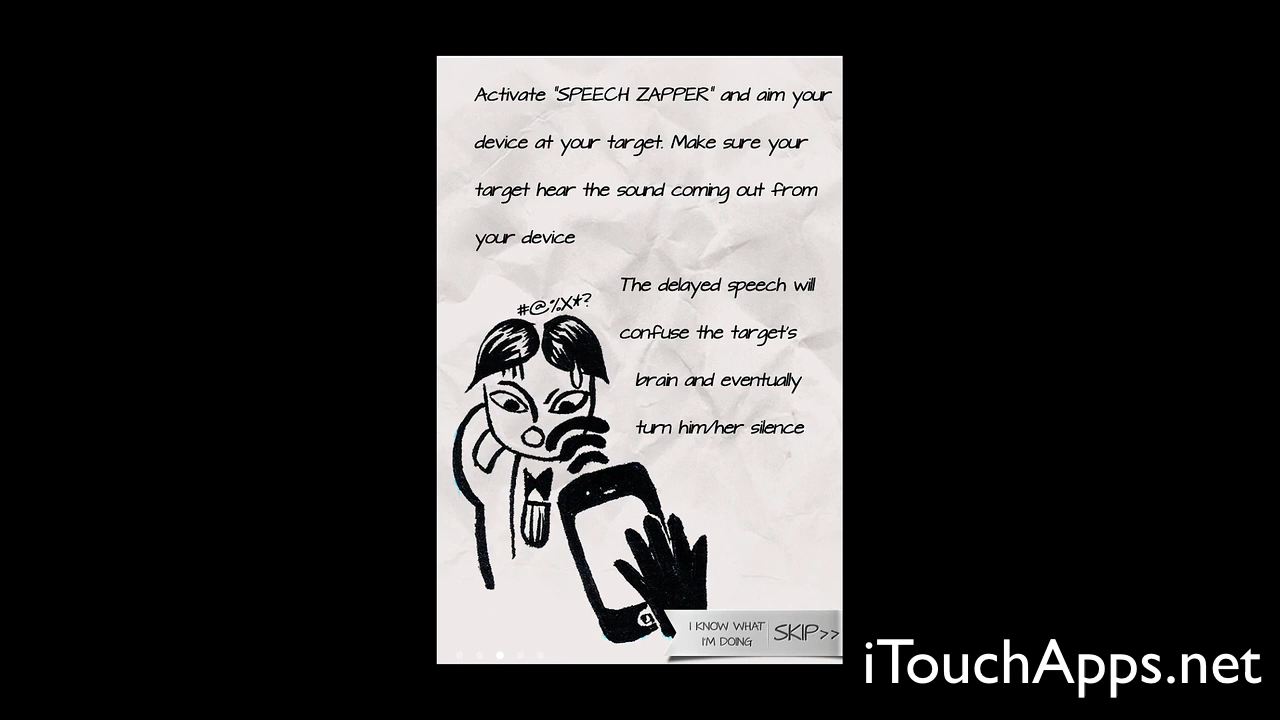 Activate "SPEECH ZAPPER" and aim your
device at your target. Make sure your
target hear the sound coming out from
your device
The delayed speech will
confuse the target's
brain and eventually
turn him/her silence
#@%X*?
I KNOW WHAT
I'M DOING
SKIP>>
iTouchApps.net